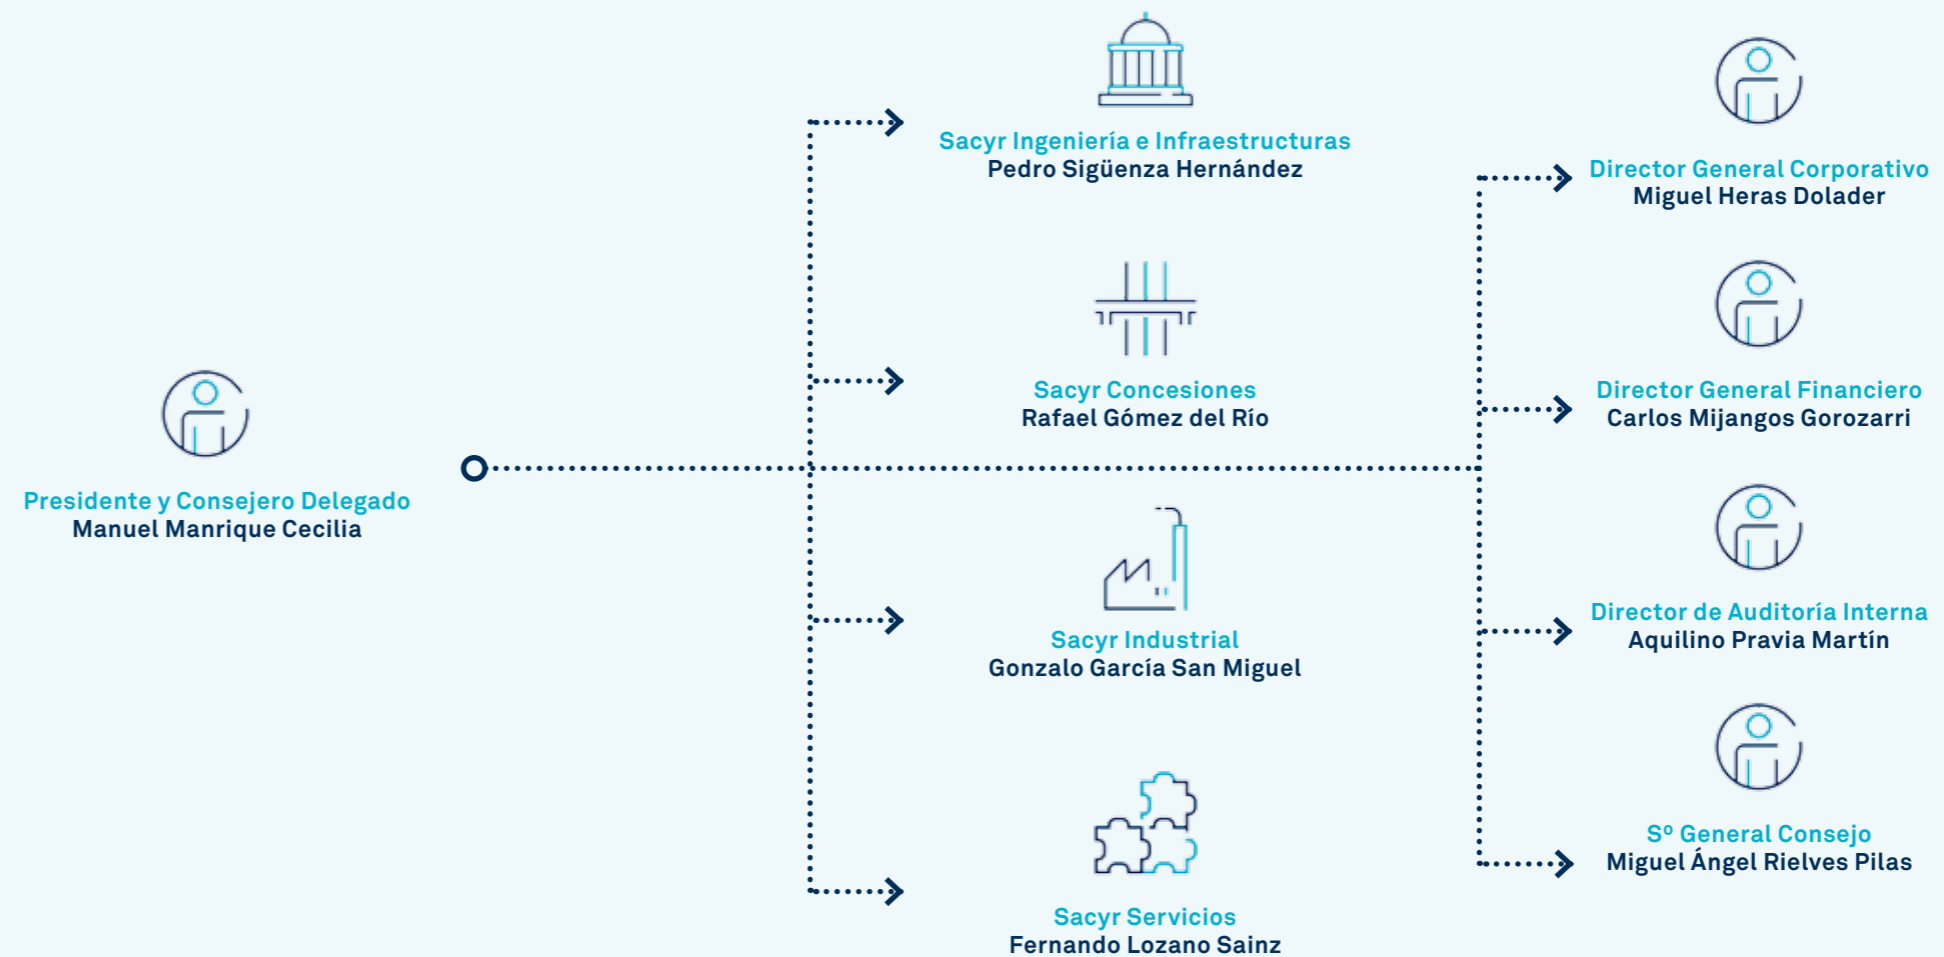 Presidente y Consejero Delegado
Manuel Manrique Cecilia
Sacyr Ingeniería e Infraestructuras
Pedro Sigüenza Hernández
Sacyr Concesiones
Rafael Gómez del Río
Sacyr Industrial
Gonzalo García San Miguel
Sacyr Servicios
Fernando Lozano Sainz
Director General Corporativo
Miguel Heras Dolader
Director General Financiero
Carlos Mijangos Gorozarri
Director de Auditoría Interna
Aquilino Pravia Martín
Sº General Consejo
Miguel Ángel Rielves Pilas